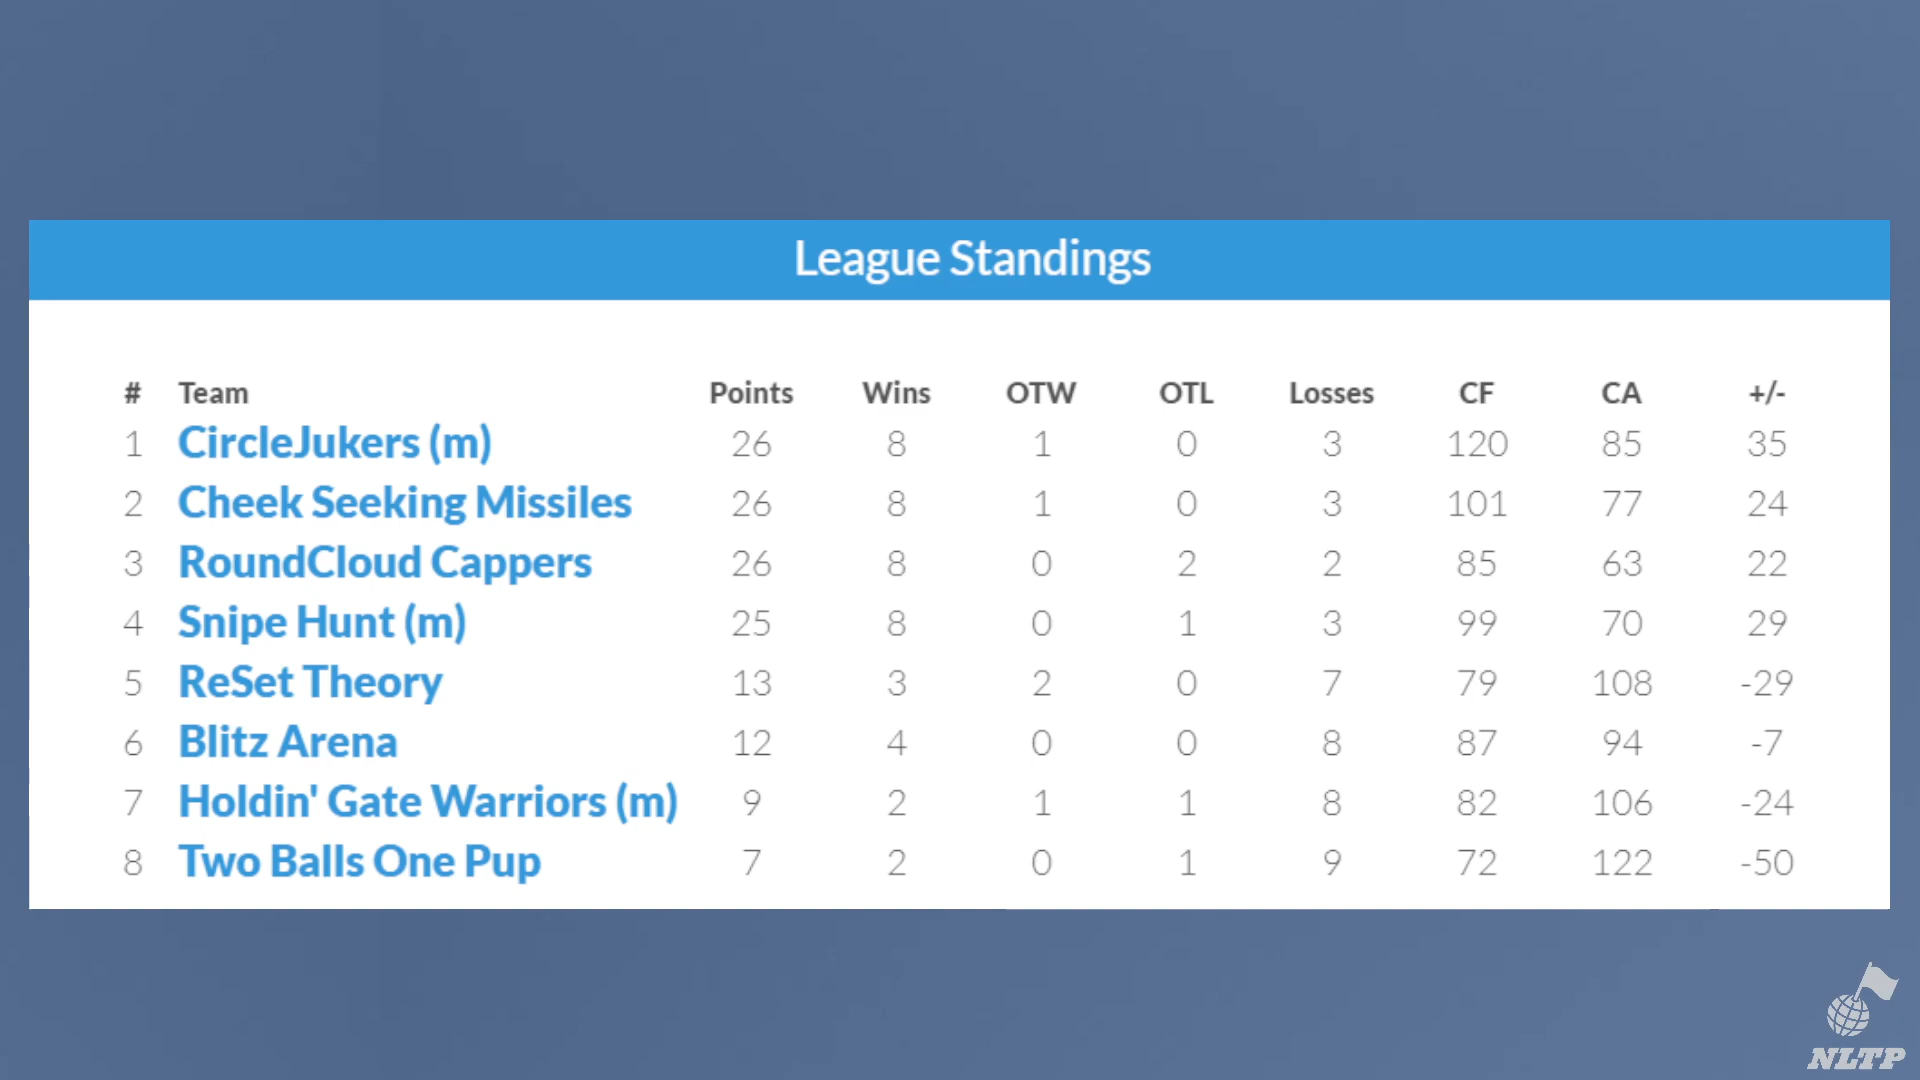 League Standings
# Team Points Wins OTW OTL Losses CF CA +/-
1 CircleJukers (m) 26 8 1 0 3 120 85 35
2 Cheek Seeking Missiles 26 8 1 0 3 101 77 24
3 RoundCloud Cappers 26 8 0 2 2 85 63 22
4 Snipe Hunt (m) 25 8 0 1 3 99 70 29
5 ReSet Theory 13 3 2 0 7 79 108 -29
6 Blitz Arena 12 4 0 0 8 87 94 -7
7 Holdin' Gate Warriors (m) 9 2 1 1 8 82 106 -24
8 Two Balls One Pup 7 2 0 1 9 72 122 -50
NLTP